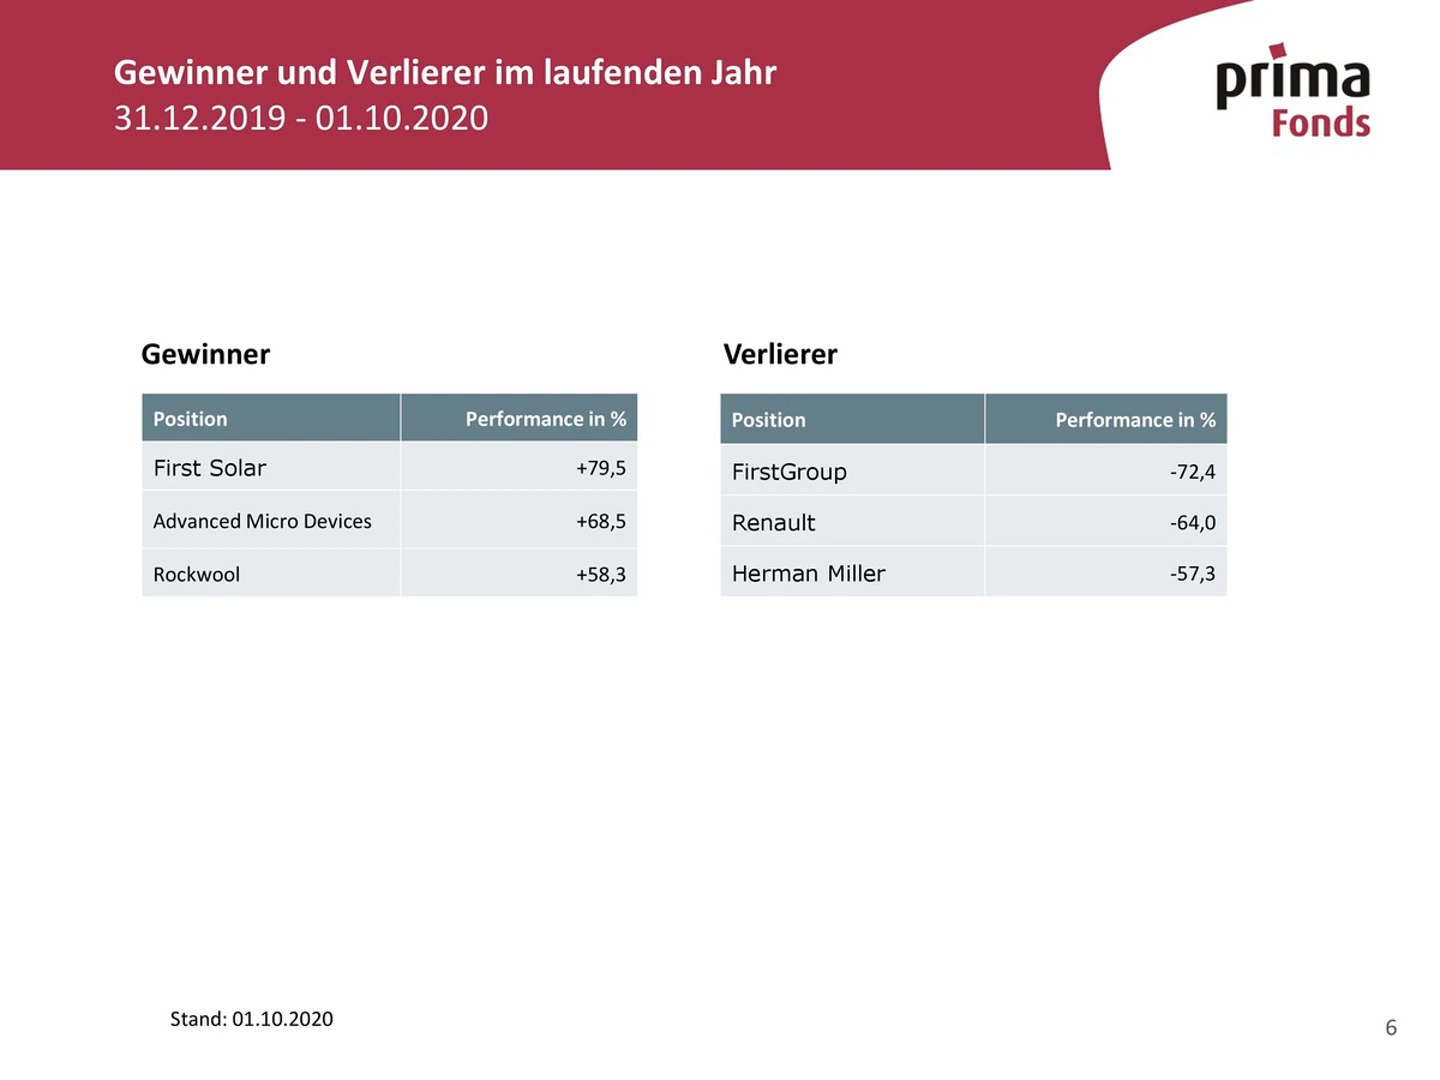 Gewinner und Verlierer im laufenden Jahr
31.12.2019 - 01.10.2020
prima
Fonds
Gewinner
Position Performance in %
First Solar +79,5
Advanced Micro Devices +68,5
Rockwool +58,3
Verlierer
Position Performance in %
FirstGroup -72,4
Renault -64,0
Herman Miller -57,3
Stand: 01.10.2020
6